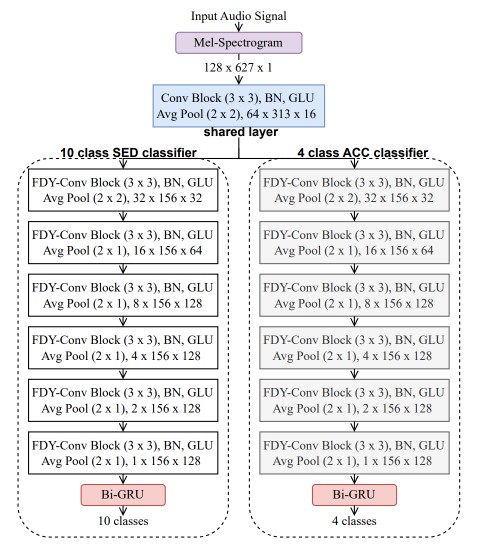 Input Audio Signal
Mel-Spectrogram
128 x 627 x 1
Conv Block (3 x 3), BN, GLU
Avg Pool (2 x 2), 64 x 313 x 16
shared layer
10 class SED classifier
FDY-Conv Block (3 x 3), BN, GLU
Avg Pool (2 x 2), 32 x 156 x 32
FDY-Conv Block (3 x 3), BN, GLU
Avg Pool (2 x 1), 16 x 156 x 64
FDY-Conv Block (3 x 3), BN, GLU
Avg Pool (2 x 1), 8 x 156 x 128
FDY-Conv Block (3 x 3), BN, GLU
Avg Pool (2 x 1), 4 x 156 x 128
FDY-Conv Block (3 x 3), BN, GLU
Avg Pool (2 x 1), 2 x 156 x 128
FDY-Conv Block (3 x 3), BN, GLU
Avg Pool (2 x 1), 1 x 156 x 128
Bi-GRU
10 classes
4 class ACC classifier
FDY-Conv Block (3 x 3), BN, GLU
Avg Pool (2 x 2), 32 x 156 x 32
FDY-Conv Block (3 x 3), BN, GLU
Avg Pool (2 x 1), 16 x 156 x 64
FDY-Conv Block (3 x 3), BN, GLU
Avg Pool (2 x 1), 8 x 156 x 128
FDY-Conv Block (3 x 3), BN, GLU
Avg Pool (2 x 1), 4 x 156 x 128
FDY-Conv Block (3 x 3), BN, GLU
Avg Pool (2 x 1), 2 x 156 x 128
FDY-Conv Block (3 x 3), BN, GLU
Avg Pool (2 x 1), 1 x 156 x 128
Bi-GRU
4 classes